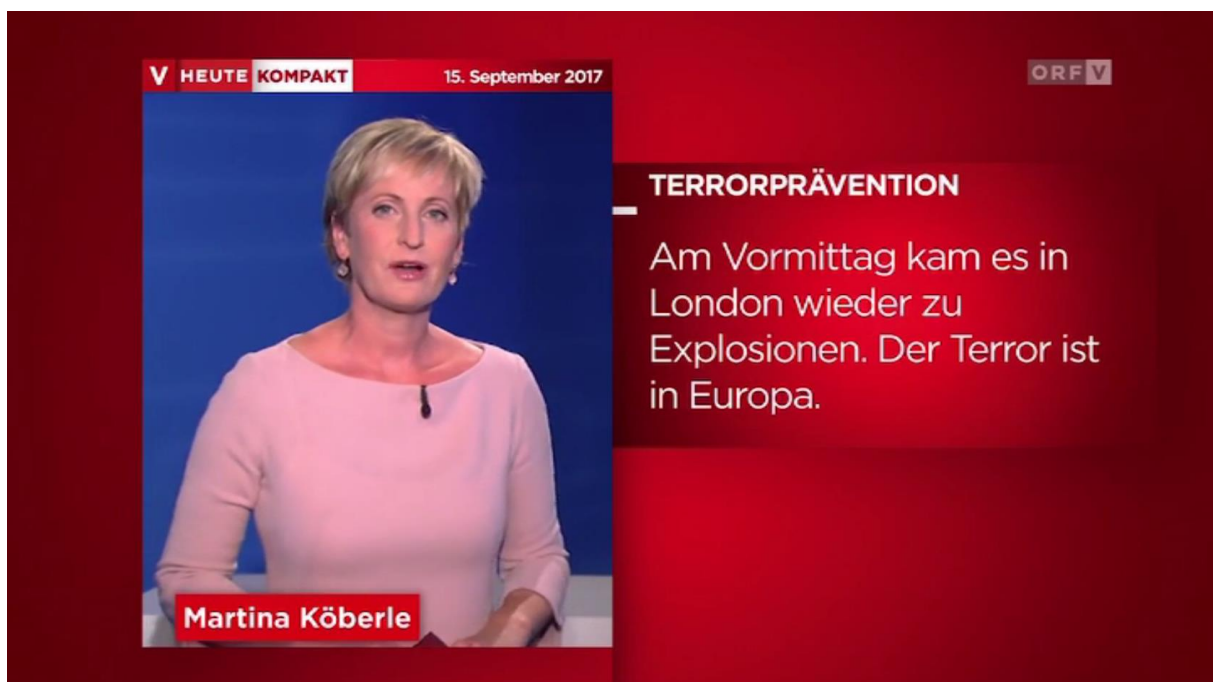 V HEUTE KOMPAKT 15. September 2017
ORF V
TERRORPRÄVENTION
Am Vormittag kam es in
London wieder zu
Explosionen. Der Terror ist
in Europa.
Martina Köberle